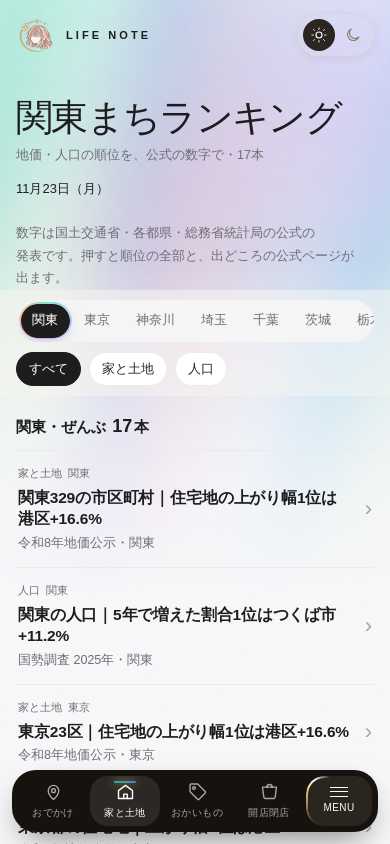 LIFE NOTE
関東まちランキング
地価・人口の順位を、公式の数字で・17本
11月23日（月）
数字は国土交通省・各都県・総務省統計局の公式の
発表です。押すと順位の全部と、出どころの公式ページが
出ます。
関東 東京 神奈川 埼玉 千葉 茨城
すべて 家と土地 人口
関東・ぜんぶ 17本
家と土地 関東
関東329の市区町村｜住宅地の上がり幅1位は
港区+16.6%
令和8年地価公示・関東
人口 関東
関東の人口｜5年で増えた割合1位はつくば市
+11.2%
国勢調査 2025年・関東
家と土地 東京
東京23区｜住宅地の上がり幅1位は港区+16.6%
令和8年地価公示・東京
おでかけ 家と土地 おかいもの 開店閉店 MENU